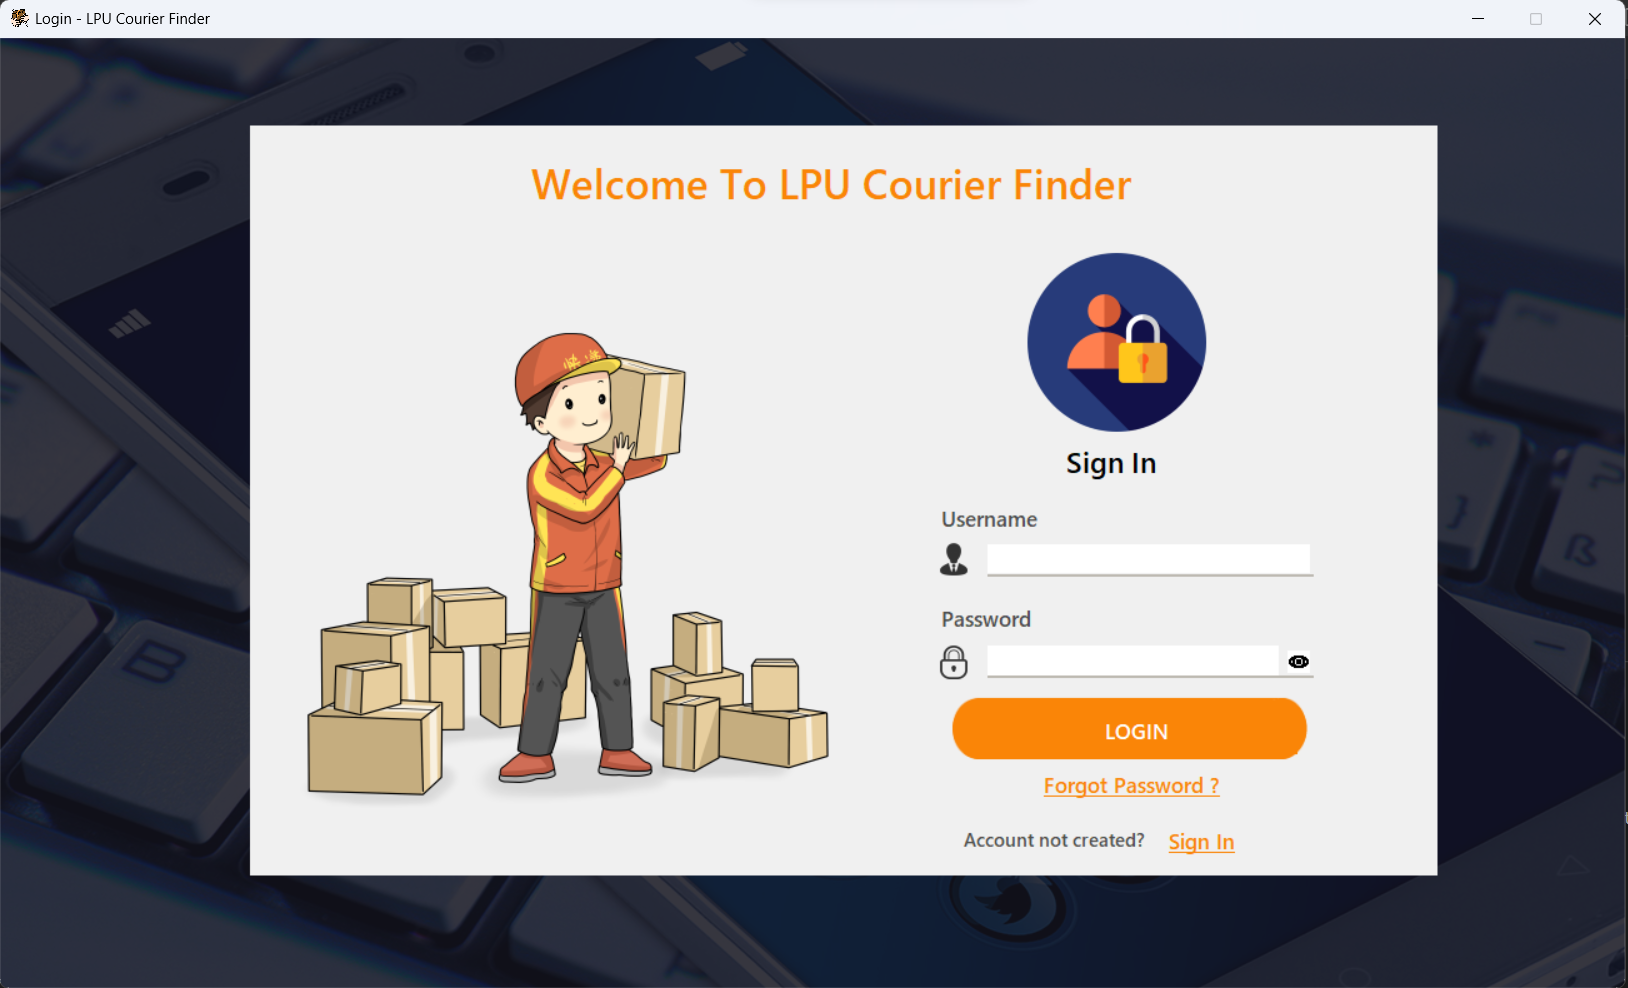 Login - LPU Courier Finder
Welcome To LPU Courier Finder
Sign In
Username
Password
LOGIN
Forgot Password ?
Account not created? Sign In
B